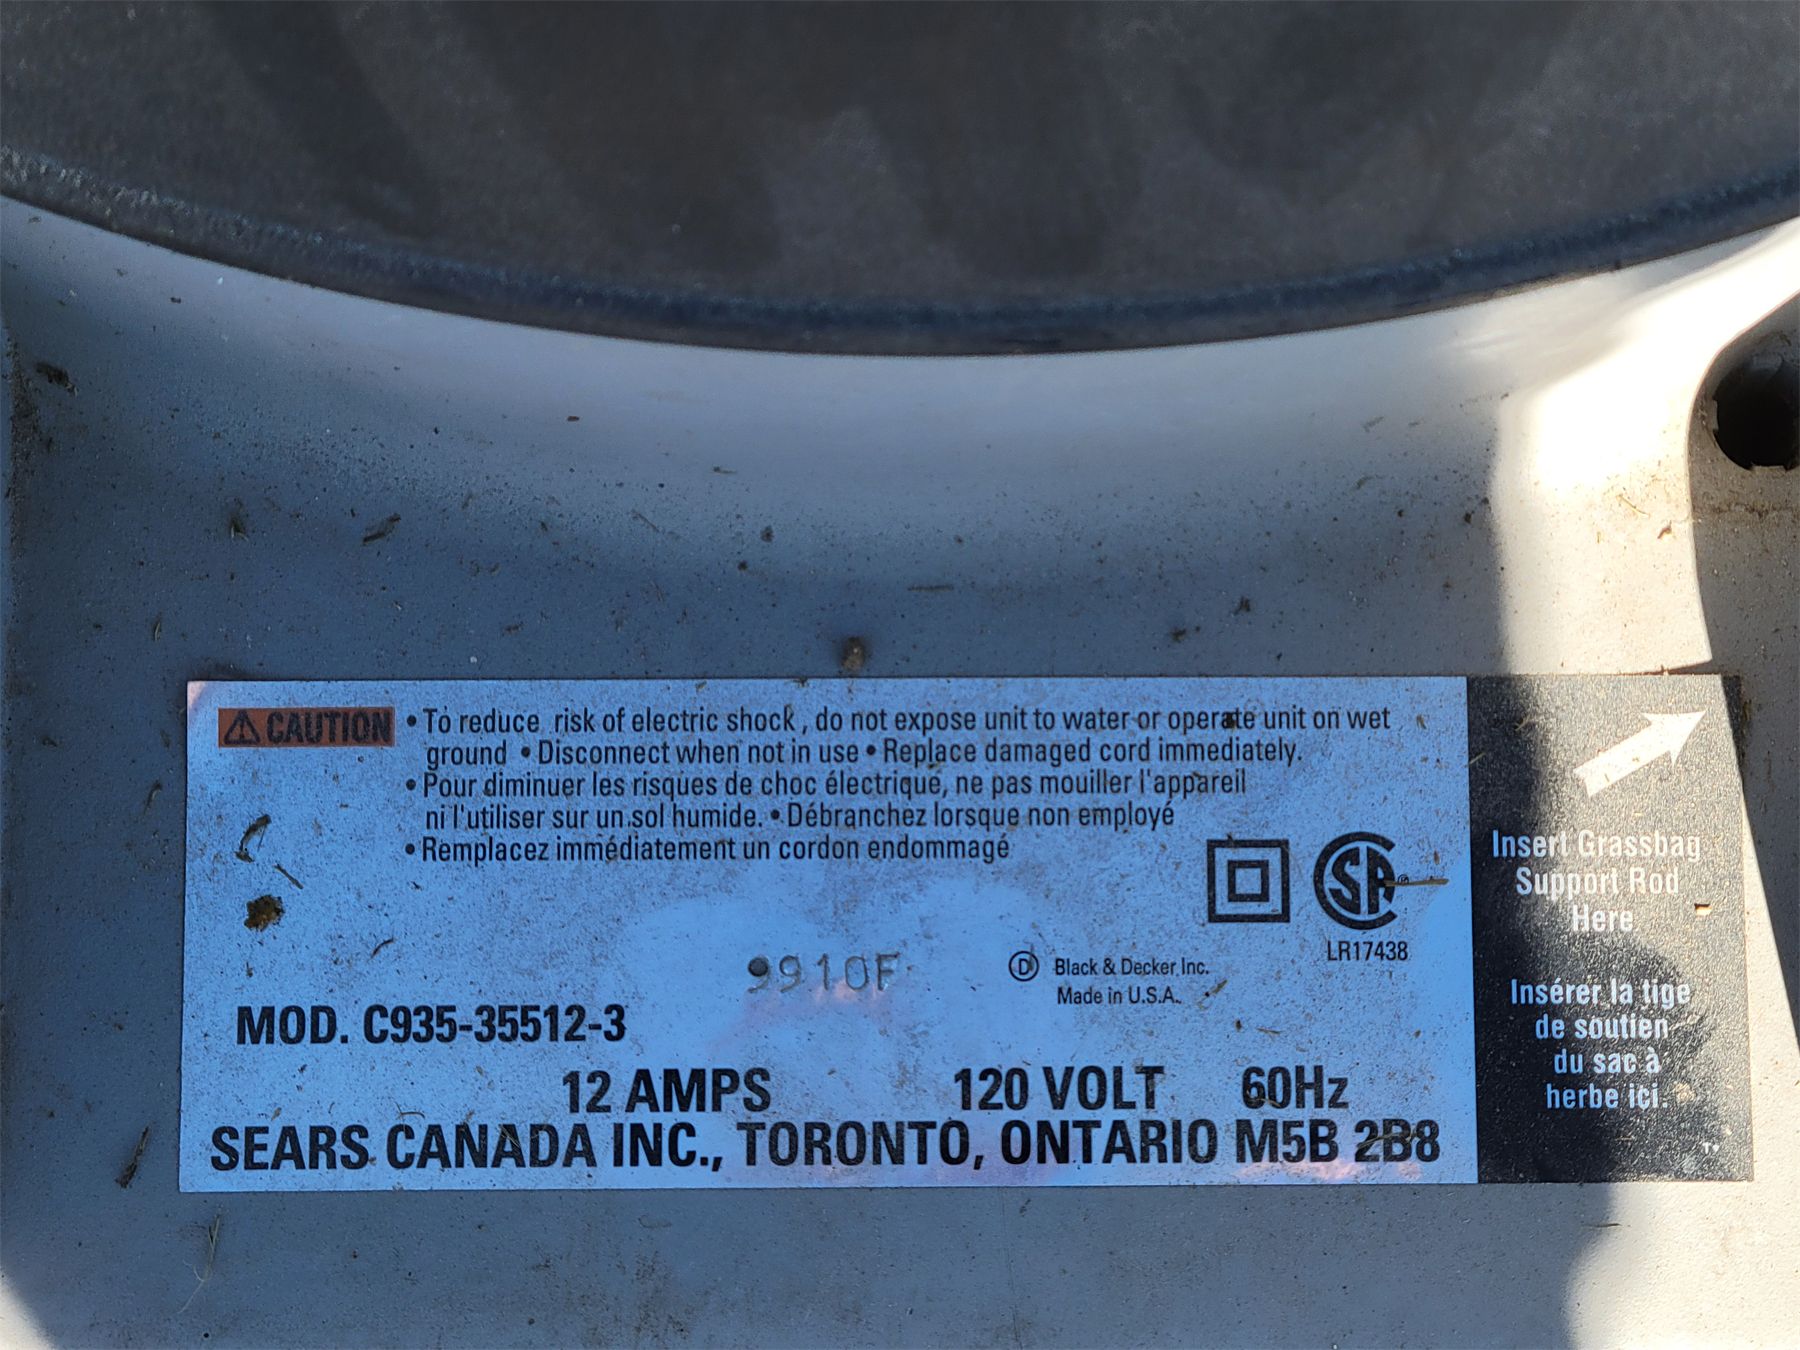 ⚠ CAUTION • To reduce risk of electric shock, do not expose unit to water or operate unit on wet
ground • Disconnect when not in use • Replace damaged cord immediately.
• Pour diminuer les risques de choc électrique, ne pas mouiller l'appareil
ni l'utiliser sur un sol humide. • Débranchez lorsque non employé
• Remplacez immédiatement un cordon endommagé
SA ®
LR17438
9910F
D Black & Decker Inc.
Made in U.S.A.
MOD. C935-35512-3
12 AMPS 120 VOLT 60Hz
SEARS CANADA INC., TORONTO, ONTARIO M5B 2B8
Insert Grassbag
Support Rod
Here
Insérer la tige
de soutien
du sac à
herbe ici.